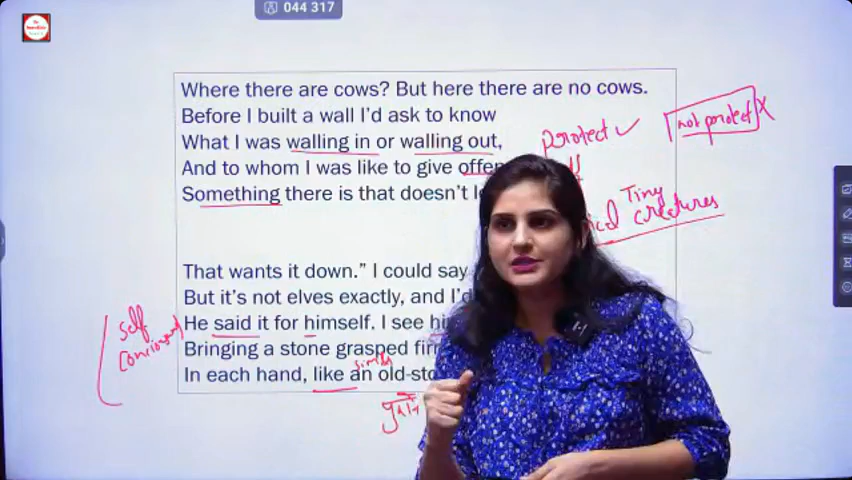 044 317
Where there are cows? But here there are no cows.
Before I built a wall I'd ask to know
What I was walling in or walling out,
And to whom I was like to give offen
Something there is that doesn't l
protect ✓
not protect X
Tiny
creatures
That wants it down.” I could say
But it's not elves exactly, and I'd
He said it for himself. I see hi
Bringing a stone grasped fir
In each hand, like an old-sto
self